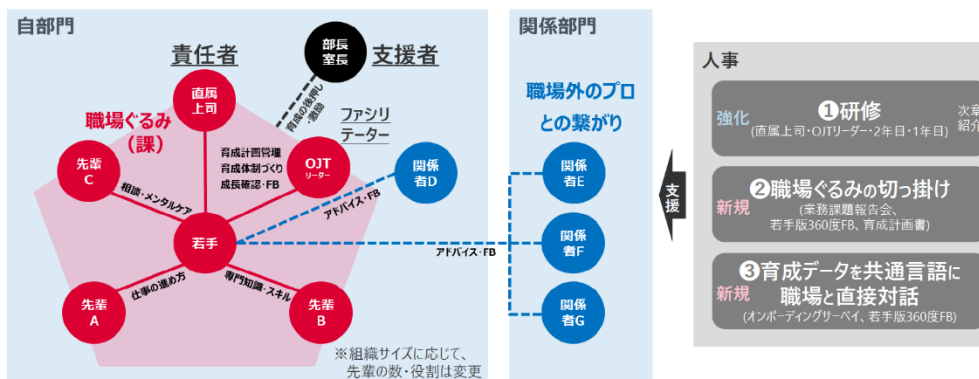 自部門
責任者
部長
室長
支援者
直属
上司
育成の後押し
・激励
ファシリ
テーター
職場ぐるみ
(課)
先輩
C
育成計画管理
育成体制づくり
成長確認・FB
OJT
リーダー
関係
者D
相談・メンタルケア
アドバイス・FB
若手
仕事の進め方
専門知識・スキル
先輩
A
先輩
B
※組織サイズに応じて、
先輩の数・役割は変更
関係部門
職場外のプロ
との繋がり
関係
者E
関係
者F
関係
者G
アドバイス・FB
支援
人事
強化
❶研修
(直属上司・OJTリーダー・2年目・1年目)
次章
紹介
新規
❷職場ぐるみの切っ掛け
(業務課題報告会、
若手版360度FB、育成計画書)
新規
❸育成データを共通言語に
職場と直接対話
(オンボーディングサーベイ、若手版360度FB)